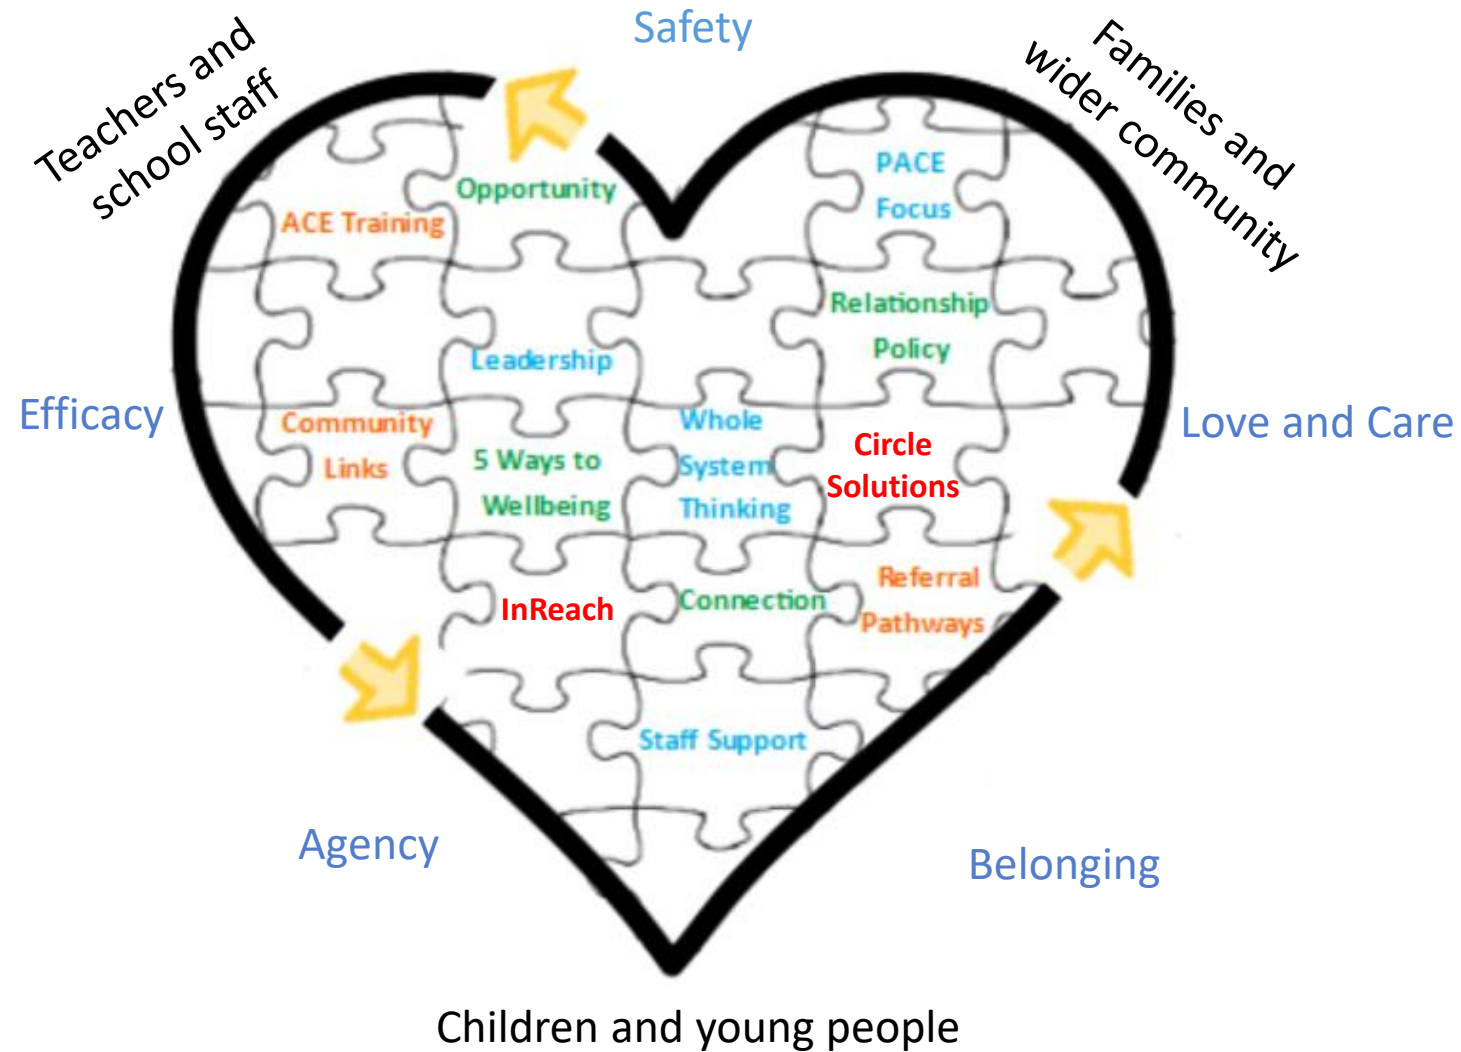 Safety
Teachers and
school staff
Families and
wider community
PACE
Focus
Opportunity
ACE Training
Relationship
Policy
Leadership
Efficacy
Love and Care
Community
Links
5 Ways to
Wellbeing
Whole
System
Thinking
Circle
Solutions
InReach
Connection
Referral
Pathways
Staff Support
Agency
Belonging
Children and young people